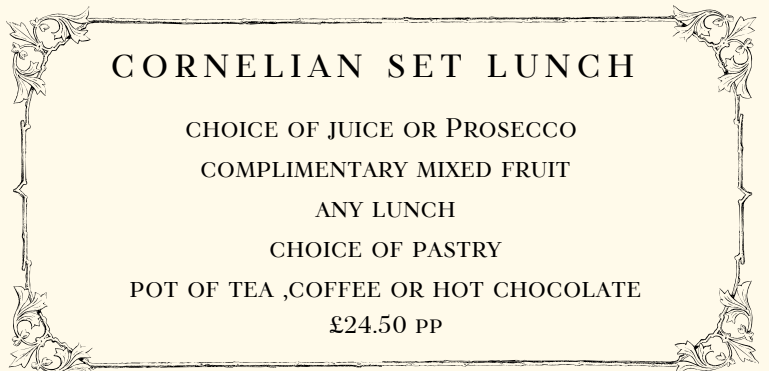 CORNELIAN SET LUNCH
CHOICE OF JUICE OR PROSECCO
COMPLIMENTARY MIXED FRUIT
ANY LUNCH
CHOICE OF PASTRY
POT OF TEA ,COFFEE OR HOT CHOCOLATE
£24.50 PP